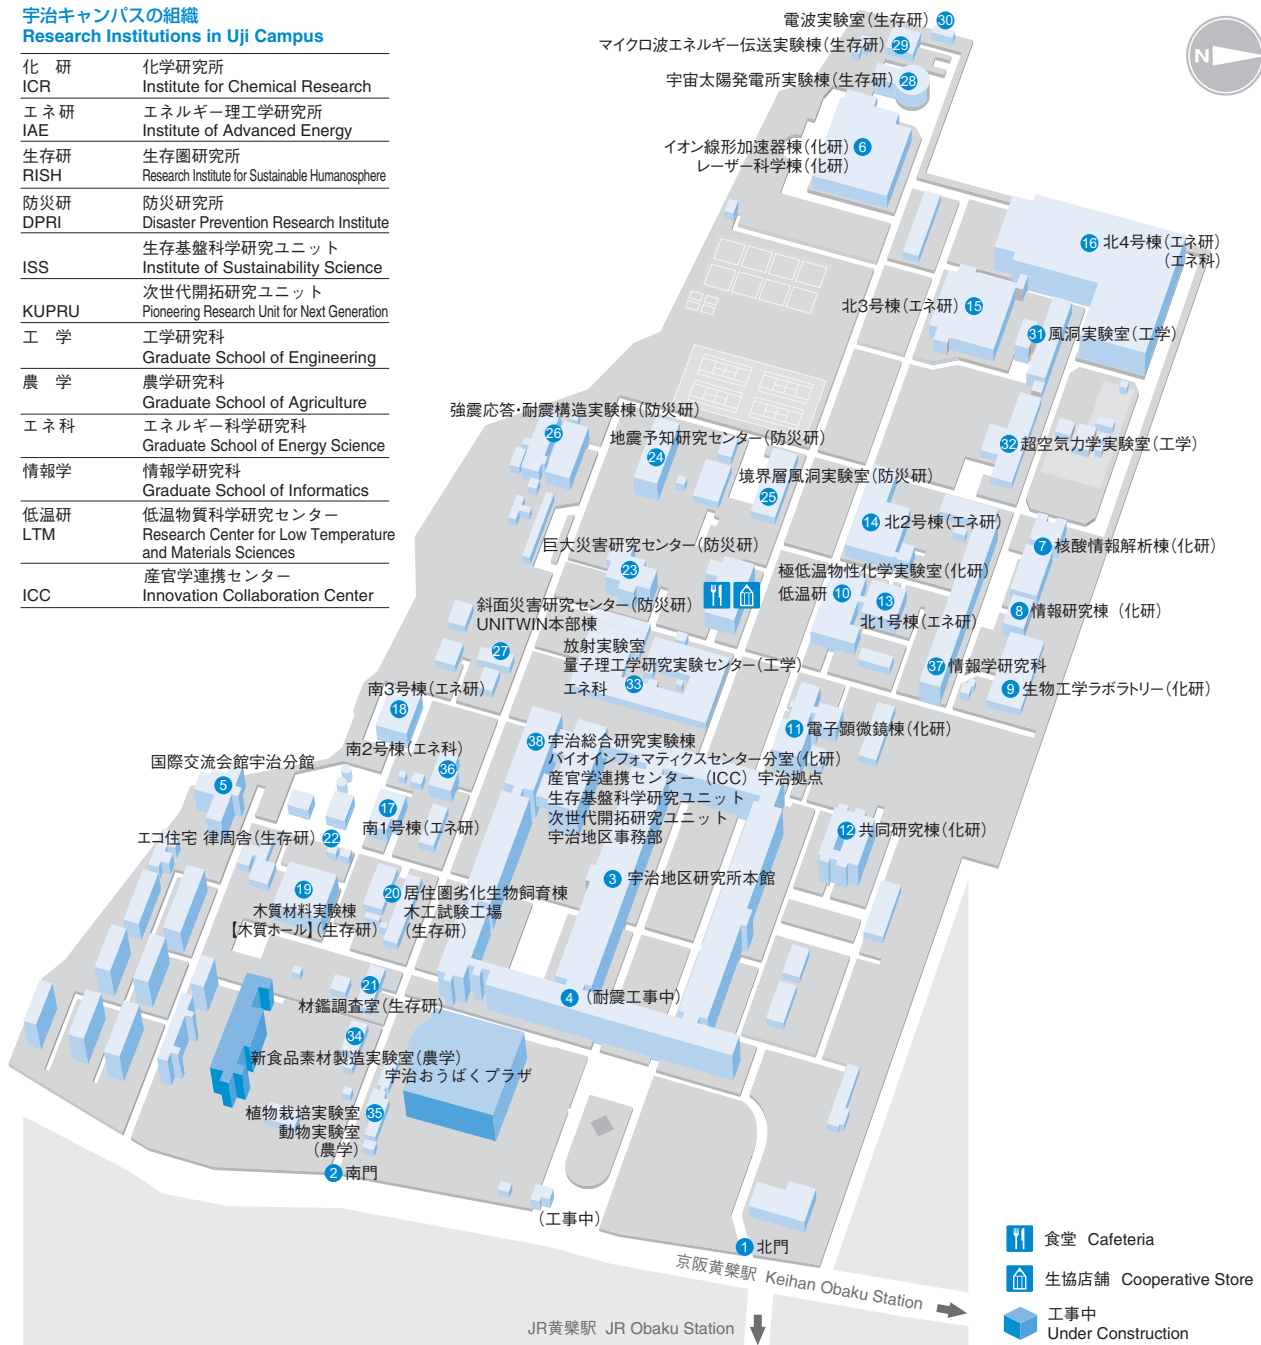 宇治キャンパスの組織
Research Institutions in Uji Campus
化　研　化学研究所
ICR　Institute for Chemical Research
エネ研　エネルギー理工学研究所
IAE　Institute of Advanced Energy
生存研　生存圏研究所
RISH　Research Institute for Sustainable Humanosphere
防災研　防災研究所
DPRI　Disaster Prevention Research Institute
生存基盤科学研究ユニット
ISS　Institute of Sustainability Science
次世代開拓研究ユニット
KUPRU　Pioneering Research Unit for Next Generation
工　学　工学研究科
Graduate School of Engineering
農　学　農学研究科
Graduate School of Agriculture
エネ科　エネルギー科学研究科
Graduate School of Energy Science
情報学　情報学研究科
Graduate School of Informatics
低温研　低温物質科学研究センター
LTM　Research Center for Low Temperature
and Materials Sciences
産官学連携センター
ICC　Innovation Collaboration Center
電波実験室(生存研) 30
マイクロ波エネルギー伝送実験棟(生存研) 29
宇宙太陽発電所実験棟(生存研) 28
N
イオン線形加速器棟(化研) 6
レーザー科学棟(化研)
16 北4号棟(エネ研)
(エネ科)
北3号棟(エネ研) 15
31 風洞実験室(工学)
強震応答・耐震構造実験棟(防災研)
26
地震予知研究センター(防災研)
24
32 超空気力学実験室(工学)
境界層風洞実験室(防災研)
25
14 北2号棟(エネ研)
7 核酸情報解析棟(化研)
巨大災害研究センター(防災研)
23
極低温物性化学実験室(化研)
低温研 10
13
北1号棟(エネ研)
8 情報研究棟 (化研)
斜面災害研究センター(防災研)
UNITWIN本部棟
27
放射実験室
量子理工学研究実験センター(工学)
エネ科 33
37 情報学研究科
9 生物工学ラボラトリー(化研)
南3号棟(エネ研)
18
11 電子顕微鏡棟(化研)
38 宇治総合研究実験棟
バイオインフォマティクスセンター分室(化研)
産官学連携センター (ICC) 宇治拠点
生存基盤科学研究ユニット
次世代開拓研究ユニット
宇治地区事務部
南2号棟(エネ科)
36
国際交流会館宇治分館
5
17
南1号棟(エネ研)
エコ住宅 律周舎(生存研) 22
12 共同研究棟(化研)
3 宇治地区研究所本館
19
木質材料実験棟
【木質ホール】(生存研)
20 居住圏劣化生物飼育棟
木工試験工場
(生存研)
21
材鑑調査室(生存研)
4 (耐震工事中)
34
新食品素材製造実験室(農学)
宇治おうばくプラザ
植物栽培実験室 35
動物実験室
(農学)
2 南門
(工事中)
1 北門
京阪黄檗駅 Keihan Obaku Station
JR黄檗駅 JR Obaku Station
食堂 Cafeteria
生協店舗 Cooperative Store
工事中
Under Construction